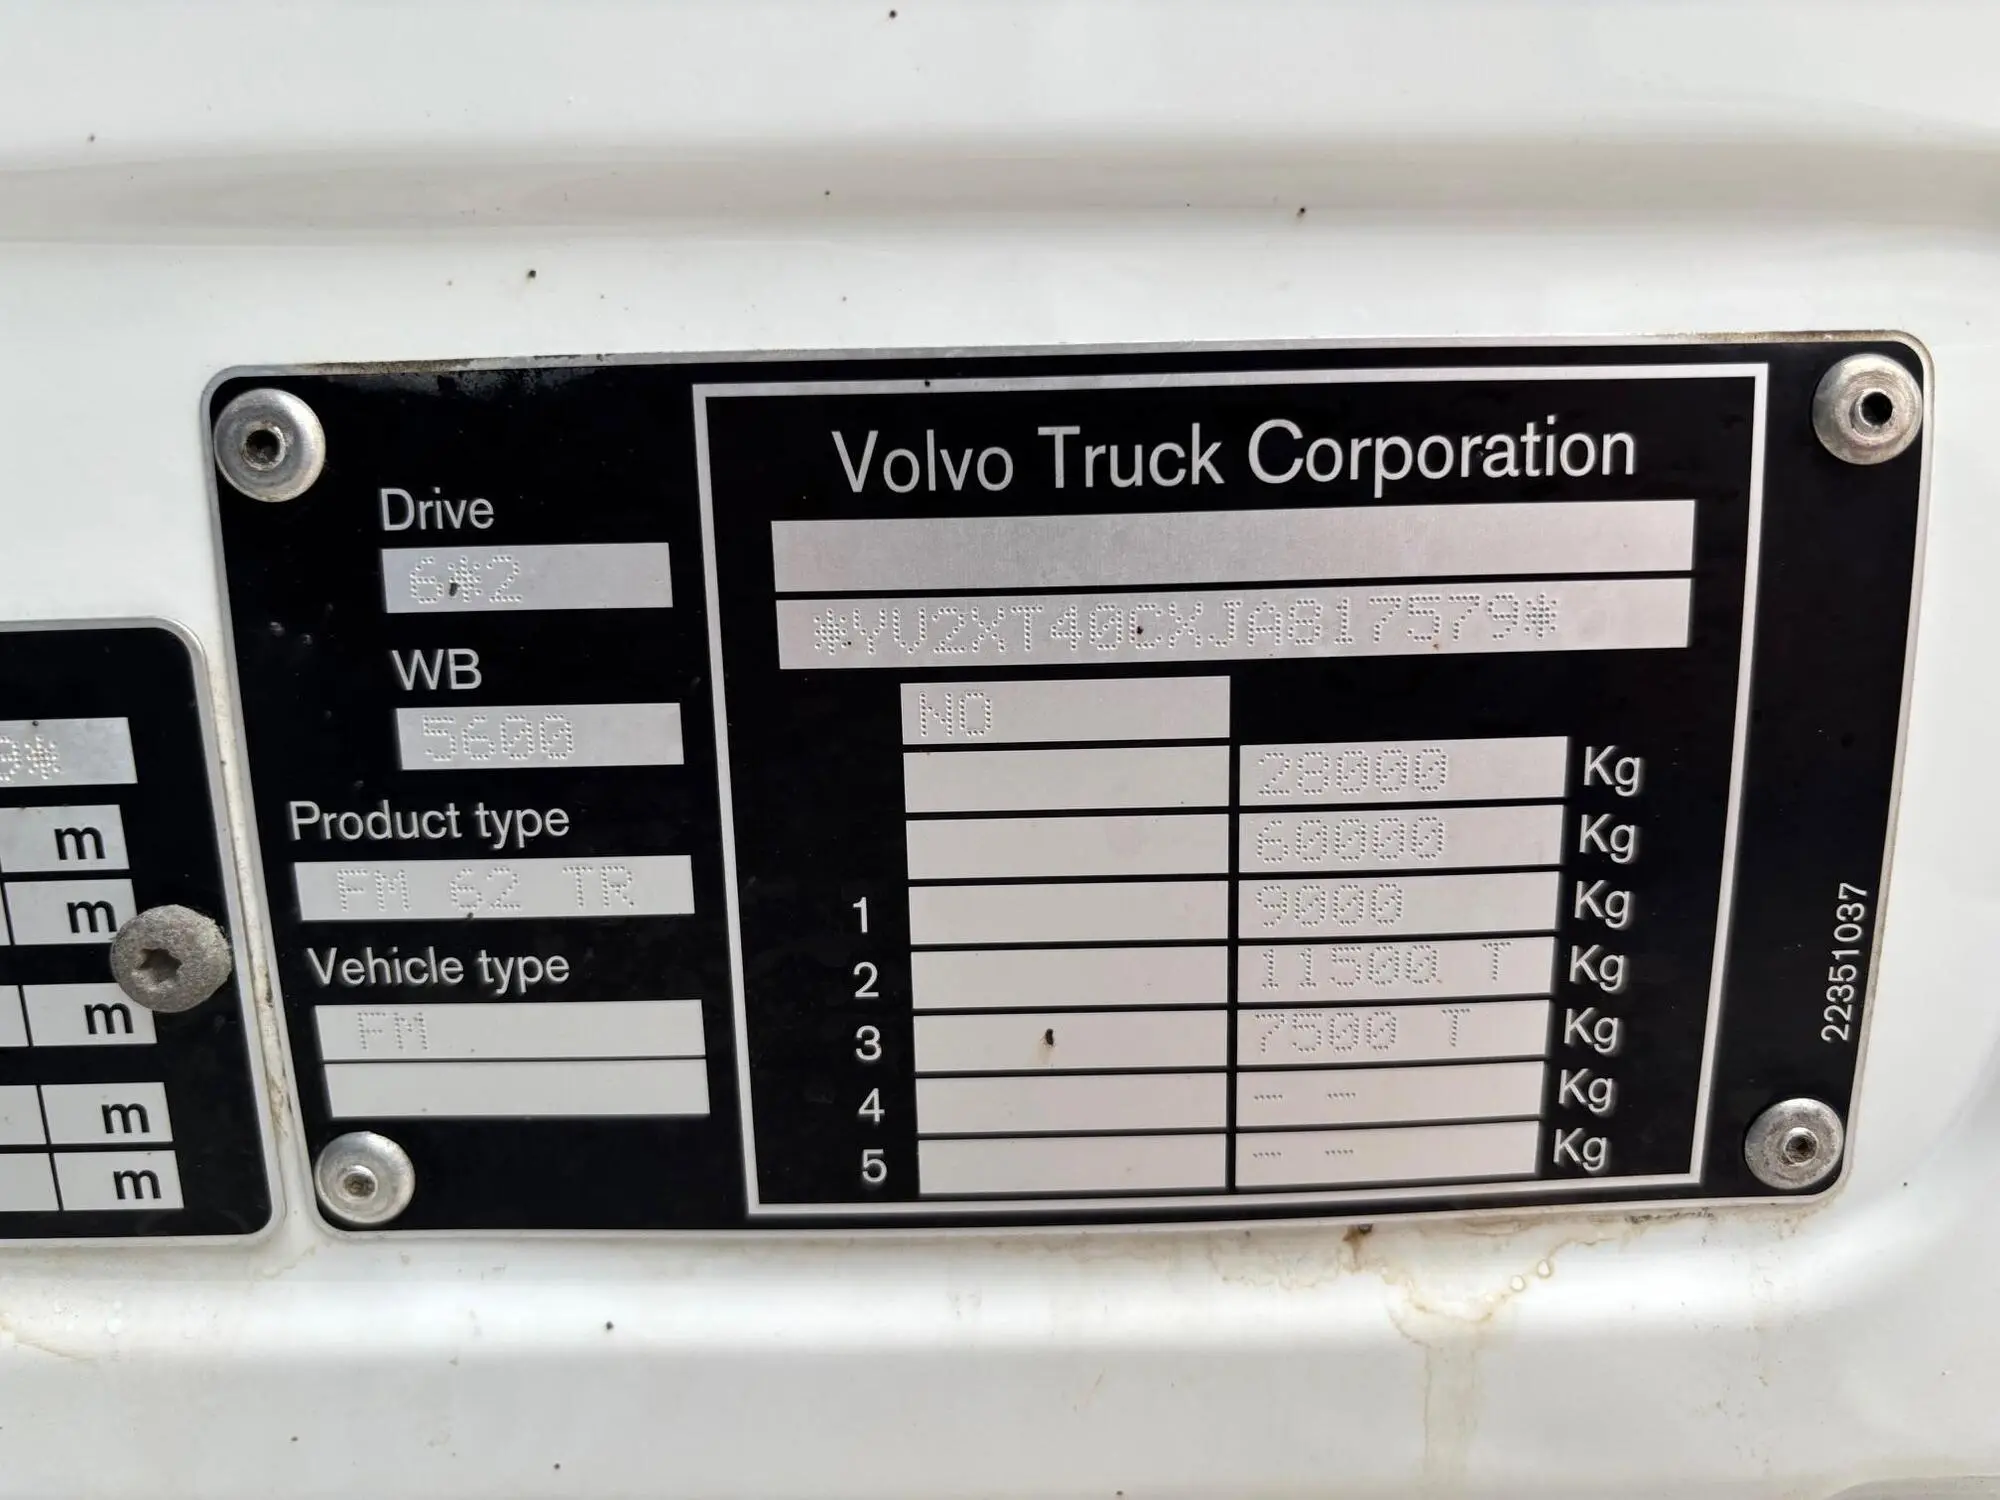 Volvo Truck Corporation
Drive
6*2
*YV2XT40CXJA817579*
WB
5600
NO
28000 Kg
Product type
60000 Kg
FM 62 TR
1 9000 Kg
Vehicle type
2 11500 T Kg
FM
3 7500 T Kg
4 - - Kg
5 - - Kg
22351037
9*
m
m
m
m
m